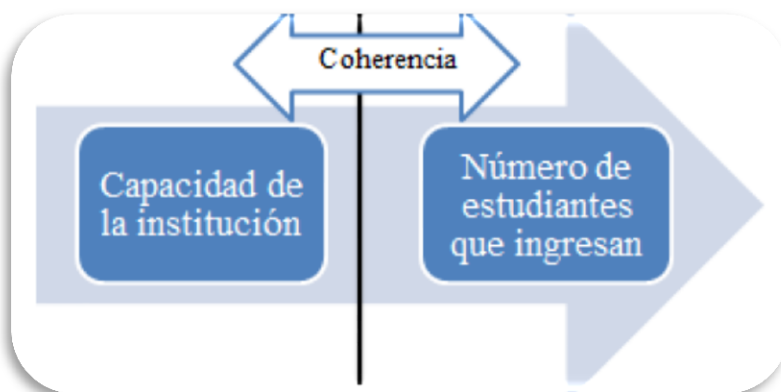 Coherencia
Capacidad de
la institución
Número de
estudiantes
que ingresan